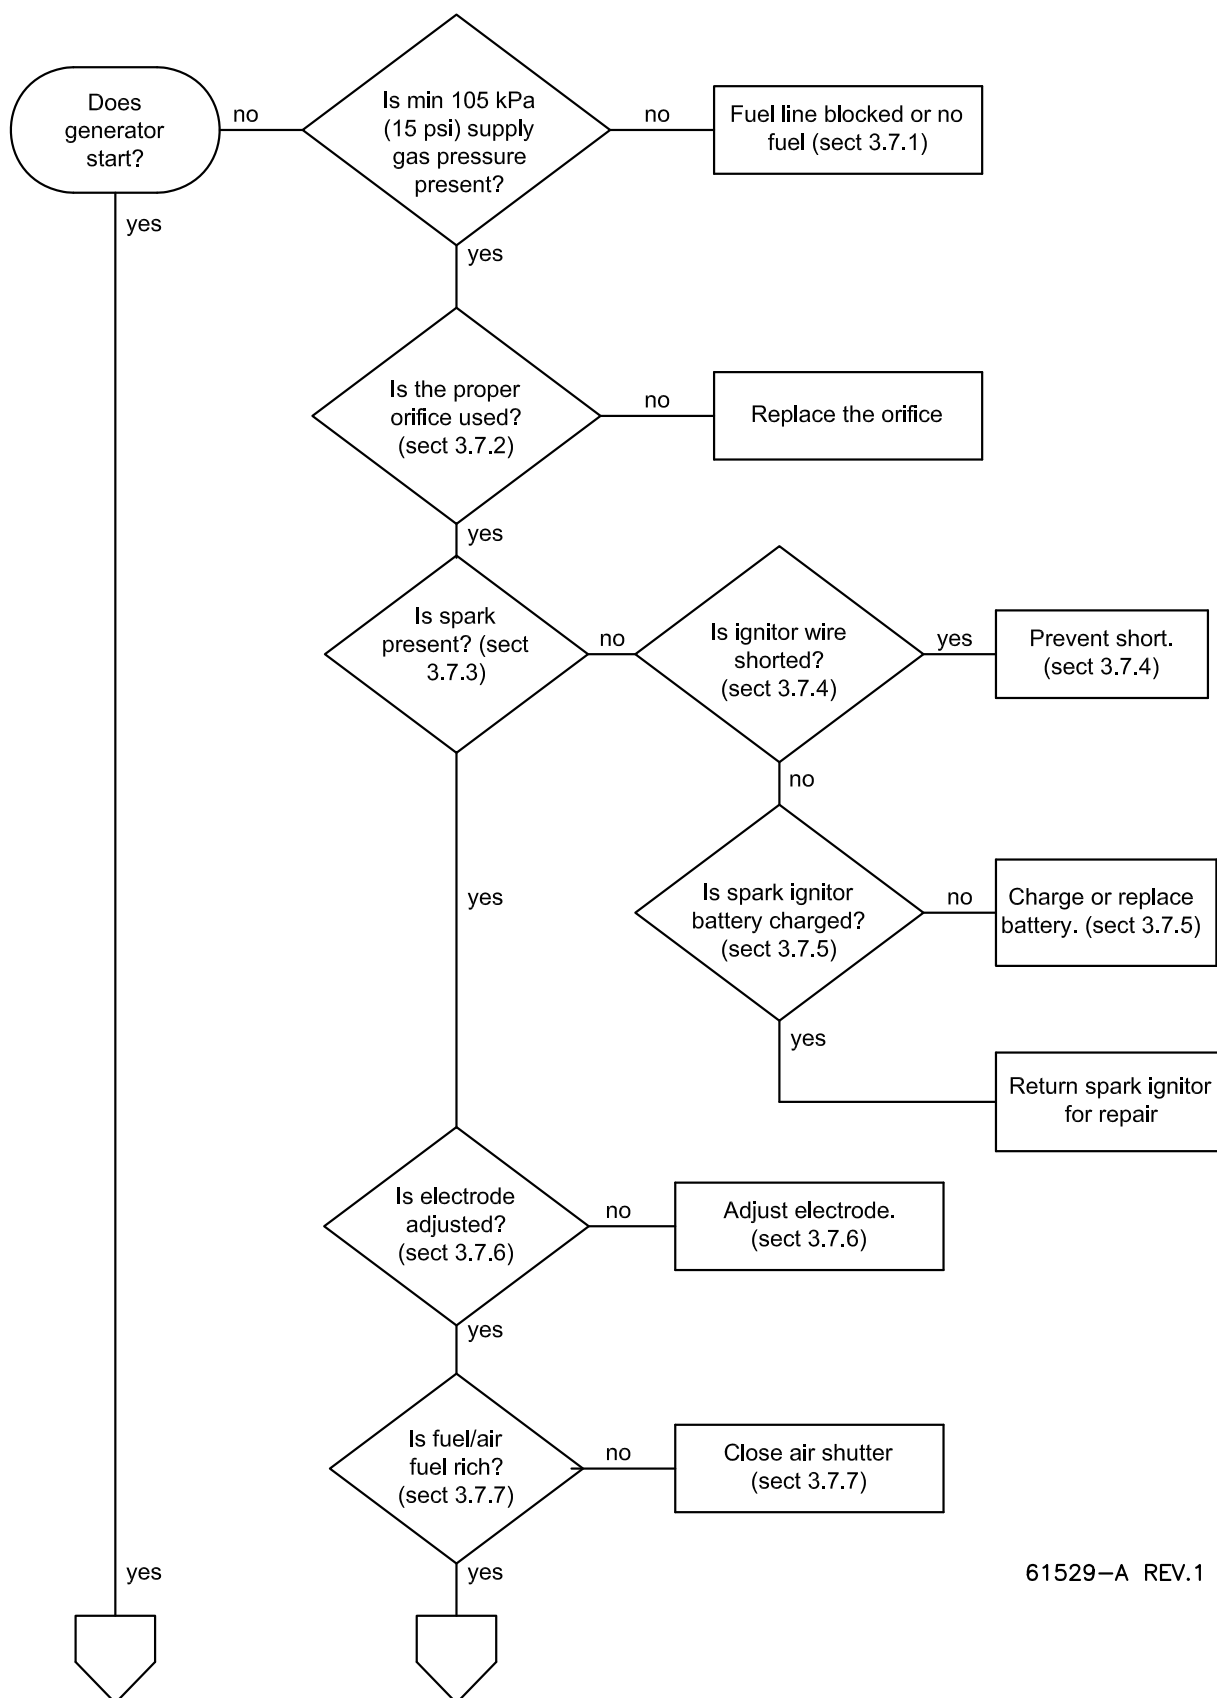 Does
generator
start?
no
Is min 105 kPa
(15 psi) supply
gas pressure
present?
no
Fuel line blocked or no
fuel (sect 3.7.1)
yes
yes
Is the proper
orifice used?
(sect 3.7.2)
no
Replace the orifice
yes
Is spark
present? (sect
3.7.3)
no
Is ignitor wire
shorted?
(sect 3.7.4)
yes
Prevent short.
(sect 3.7.4)
no
yes
Is spark ignitor
battery charged?
(sect 3.7.5)
no
Charge or replace
battery. (sect 3.7.5)
yes
Return spark ignitor
for repair
Is electrode
adjusted?
(sect 3.7.6)
no
Adjust electrode.
(sect 3.7.6)
yes
Is fuel/air
fuel rich?
(sect 3.7.7)
no
Close air shutter
(sect 3.7.7)
yes
yes
61529-A REV.1